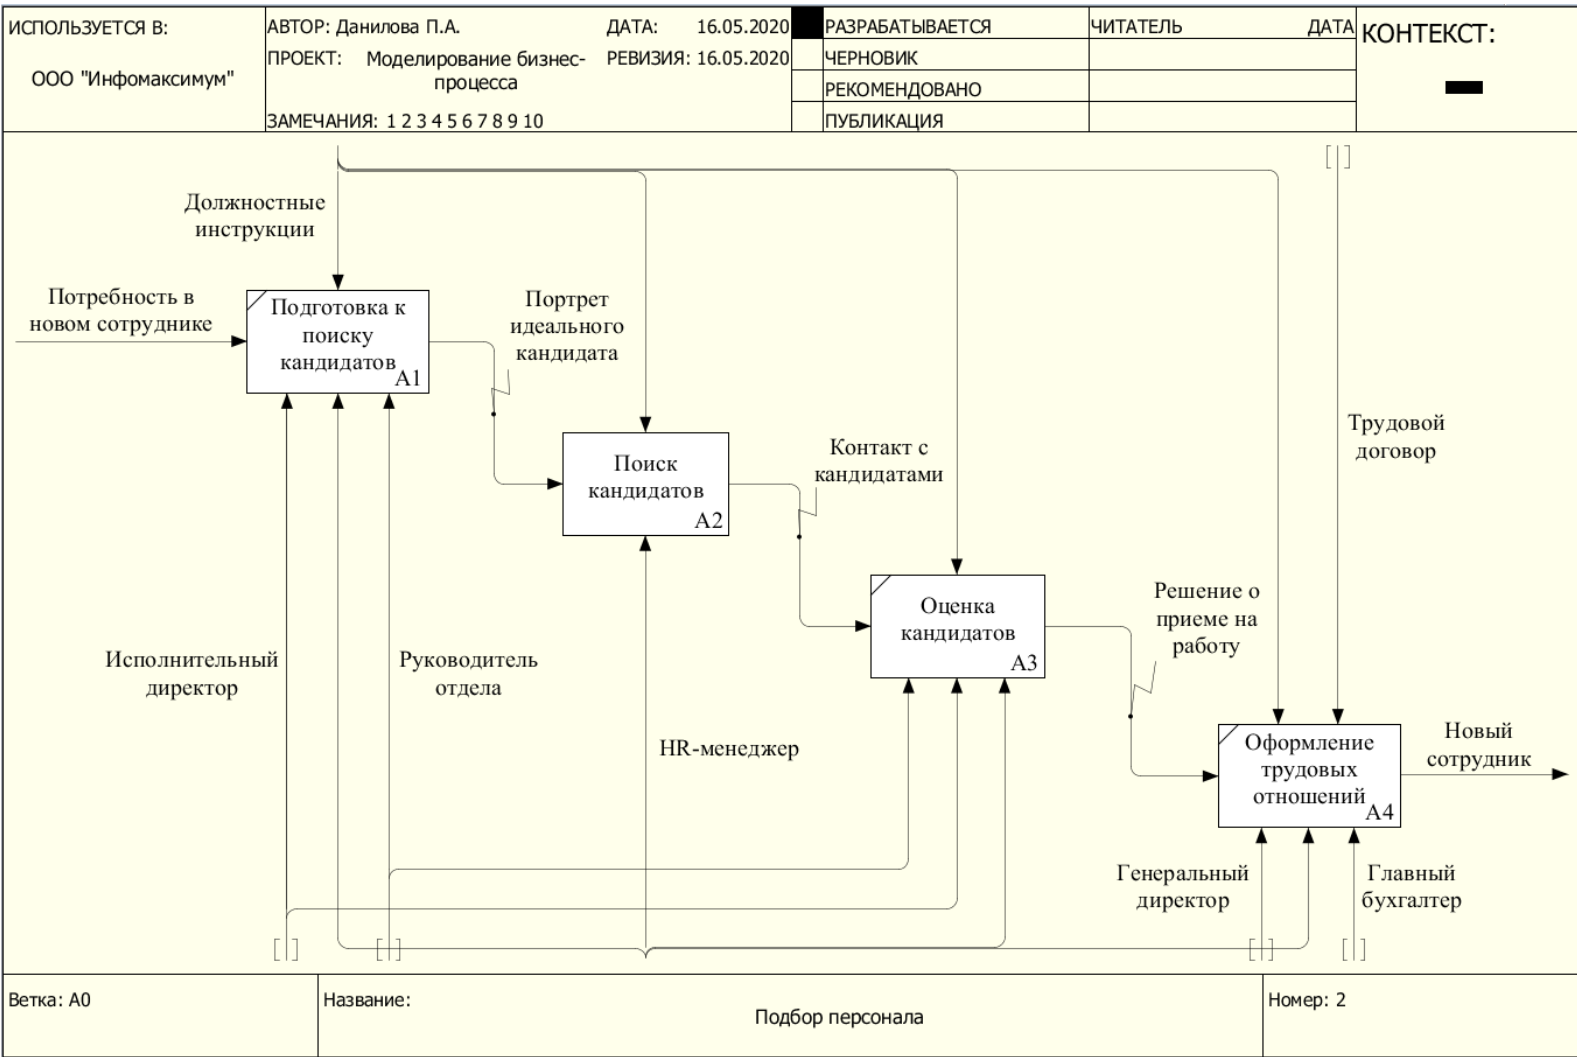 ИСПОЛЬЗУЕТСЯ В:
ООО "Инфомаксимум"
АВТОР: Данилова П.А.
ДАТА: 16.05.2020
ПРОЕКТ: Моделирование бизнес-
процесса
РЕВИЗИЯ: 16.05.2020
ЗАМЕЧАНИЯ: 1 2 3 4 5 6 7 8 9 10
РАЗРАБАТЫВАЕТСЯ
ЧЕРНОВИК
РЕКОМЕНДОВАНО
ПУБЛИКАЦИЯ
ЧИТАТЕЛЬ
ДАТА
КОНТЕКСТ:
Должностные
инструкции
Потребность в
новом сотруднике
Подготовка к
поиску
кандидатов
A1
Портрет
идеального
кандидата
Поиск
кандидатов
A2
Контакт с
кандидатами
Трудовой
договор
Оценка
кандидатов
A3
Решение о
приеме на
работу
Исполнительный
директор
Руководитель
отдела
HR-менеджер
Оформление
трудовых
отношений
A4
Новый
сотрудник
Генеральный
директор
Главный
бухгалтер
Ветка: A0
Название:
Подбор персонала
Номер: 2